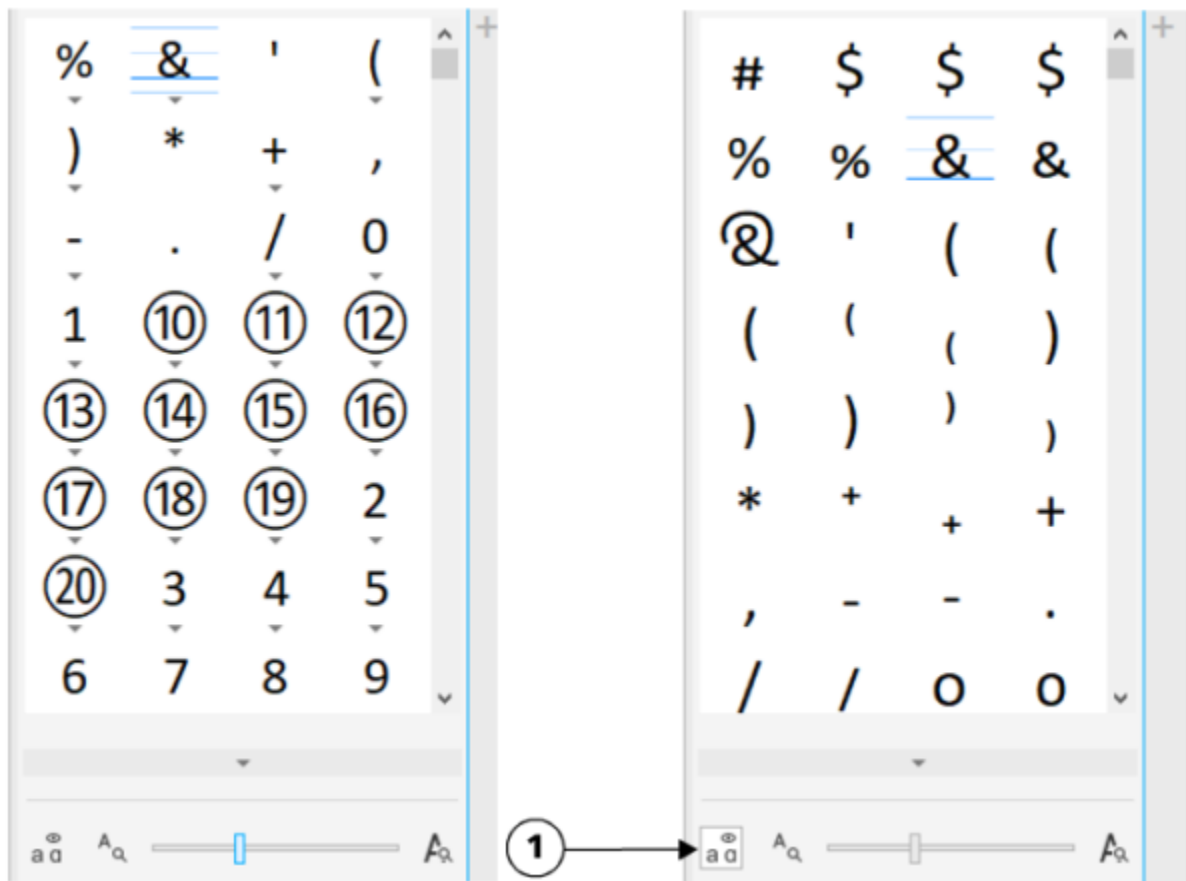 % & ' (
) * + ,
- . / 0
1 ⑩ ⑪ ⑫
⑬ ⑭ ⑮ ⑯
⑰ ⑱ ⑲ 2
⑳ 3 4 5
6 7 8 9
a ɑ A A
# $ $ $
% % & &
& ' ( (
( ( ( )
) ) ) )
* + + +
, - - .
/ / o o
1
a ɑ A A